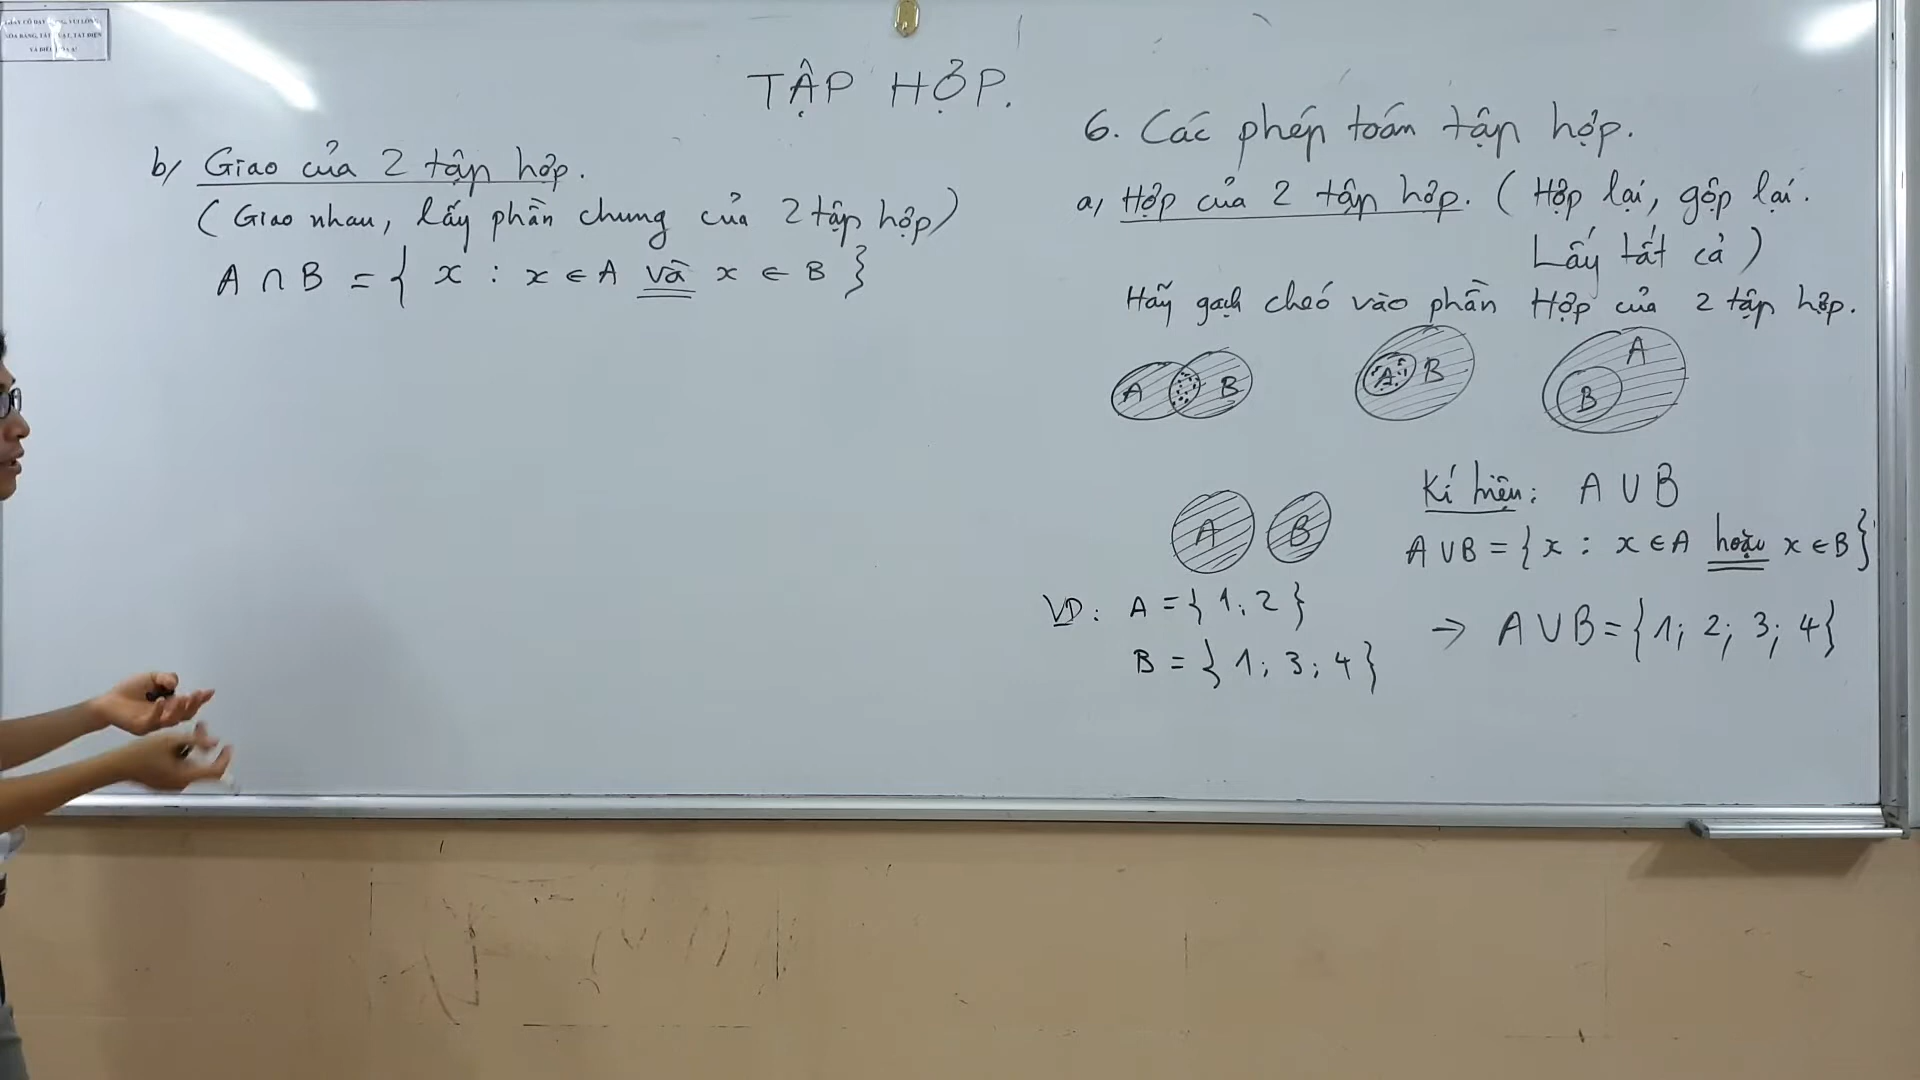 TẬP HỢP.
6. Các phép toán tập hợp.
a, Hợp của 2 tập hợp. ( Hợp lại, gộp lại.
Lấy tất cả )
Hãy gạch chéo vào phần Hợp của 2 tập hợp.
A B
A B
A
B
A B
Kí hiệu: A ∪ B
A ∪ B = { x : x ∈ A hoặc x ∈ B }
VD: A = { 1; 2 }
B = { 1; 3; 4 }
→ A ∪ B = { 1; 2; 3; 4 }
b/ Giao của 2 tập hợp.
( Giao nhau, lấy phần chung của 2 tập hợp )
A ∩ B = { x : x ∈ A và x ∈ B }